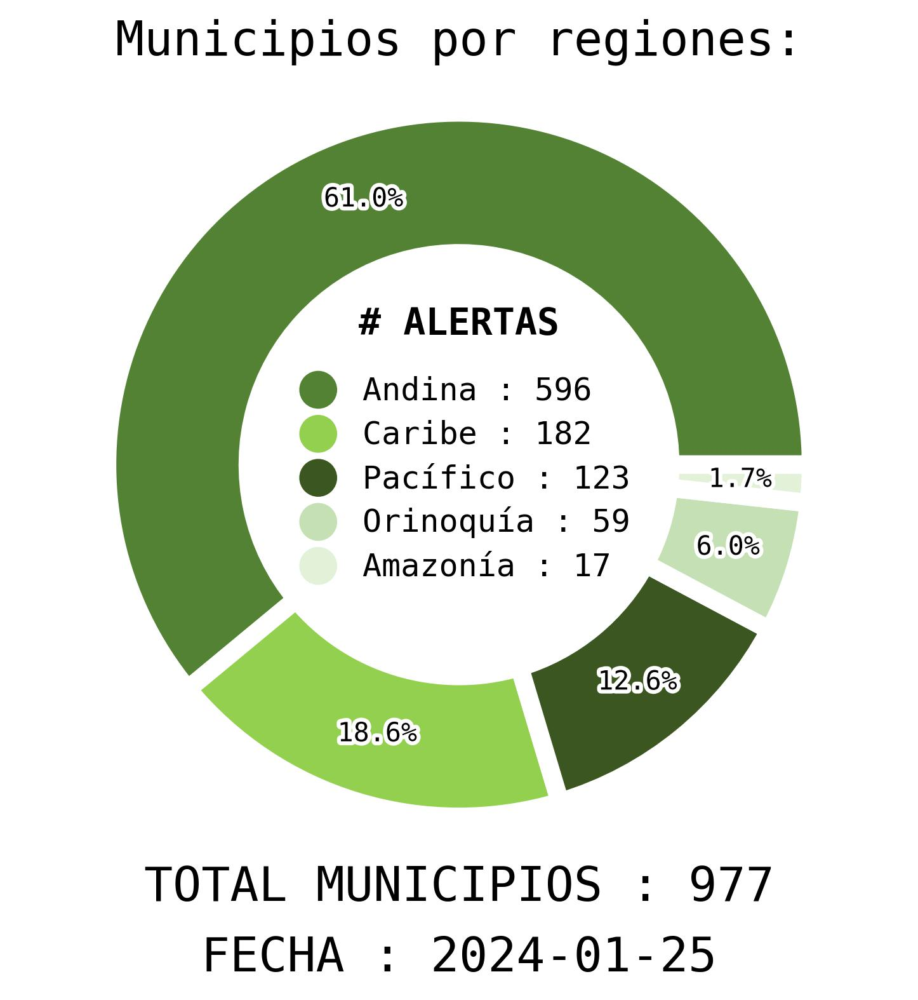 Municipios por regiones:
61.0%
# ALERTAS
Andina : 596
Caribe : 182
Pacífico : 123
Orinoquía : 59
Amazonía : 17
1.7%
6.0%
12.6%
18.6%
TOTAL MUNICIPIOS : 977
FECHA : 2024-01-25